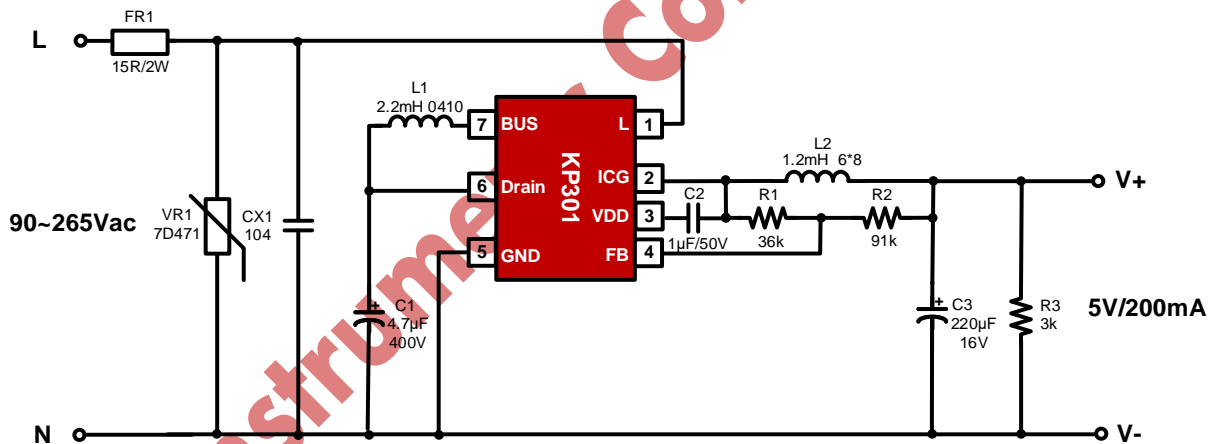 FR1
L
15R/2W
L1
2.2mH 0410
7 BUS
L 1
L2
1.2mH 6*8
KP301
ICG 2
V+
6 Drain
C2
R1
R2
VR1
7D471
CX1
104
90~265Vac
VDD 3
1µF/50V
36k
91k
5 GND
FB 4
C1
4.7µF
400V
C3
220µF
16V
R3
3k
5V/200mA
N
V-
+
+